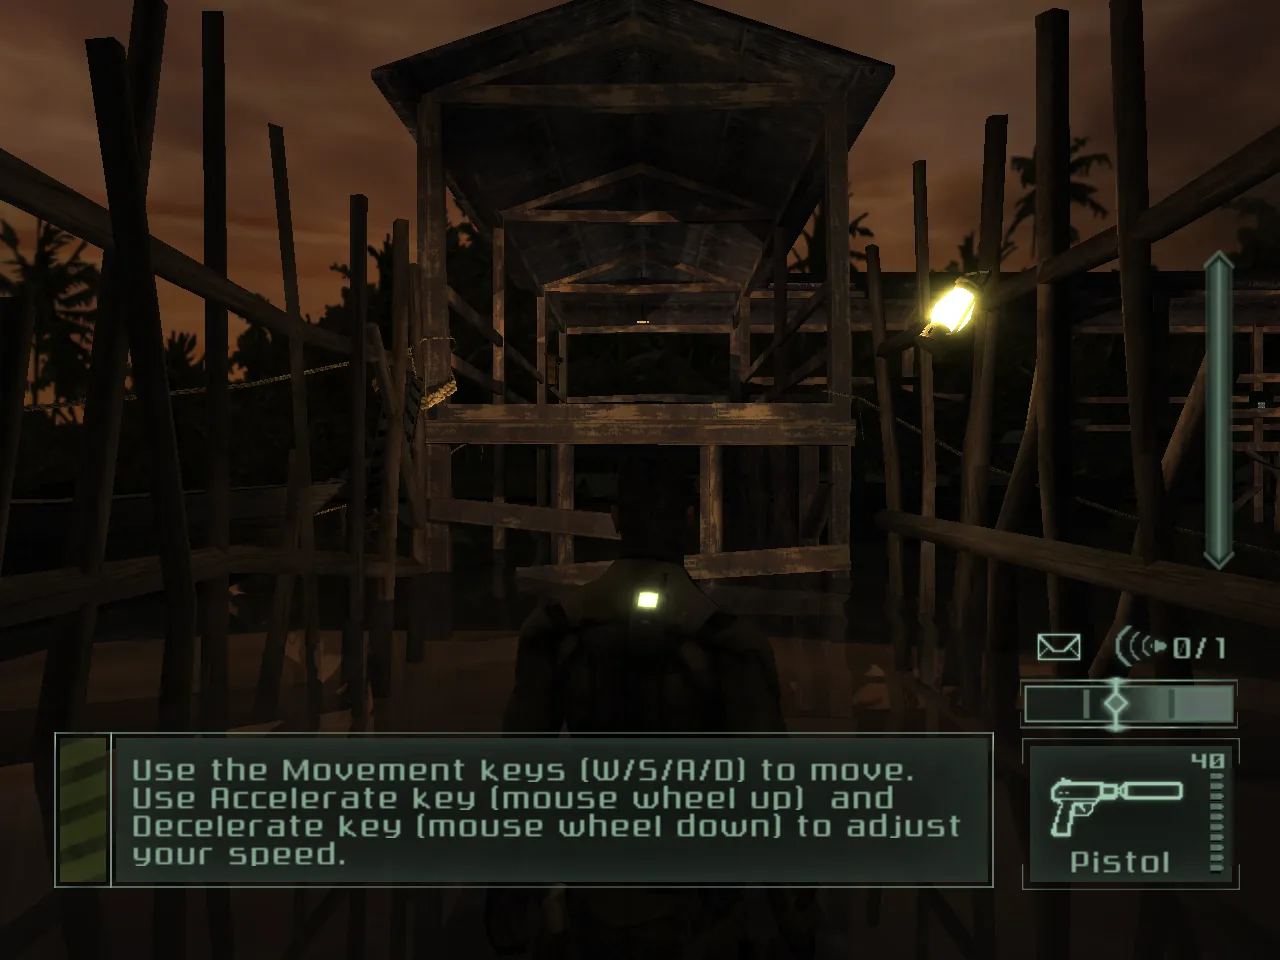 0/1
40
Use the Movement keys (W/S/A/D) to move.
Use Accelerate key (mouse wheel up)  and
Decelerate key (mouse wheel down) to adjust
your speed.
Pistol